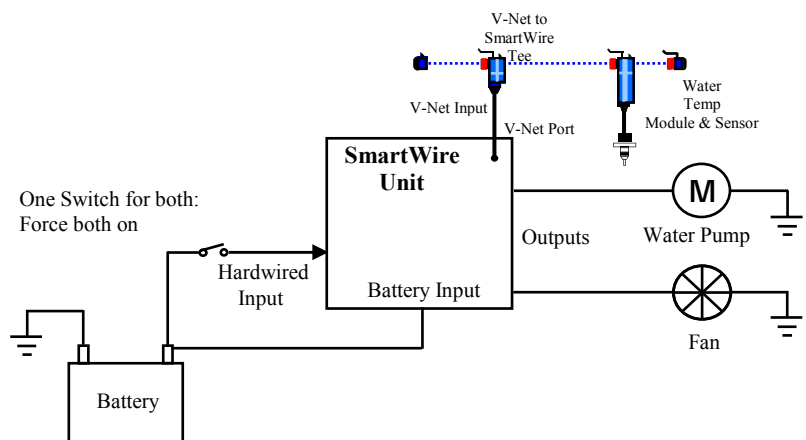 V-Net to
SmartWire
Tee
V-Net Input
V-Net Port
Water
Temp
Module & Sensor
SmartWire
Unit
One Switch for both:
Force both on
Hardwired
Input
Battery Input
Outputs
M
Water Pump
Fan
Battery